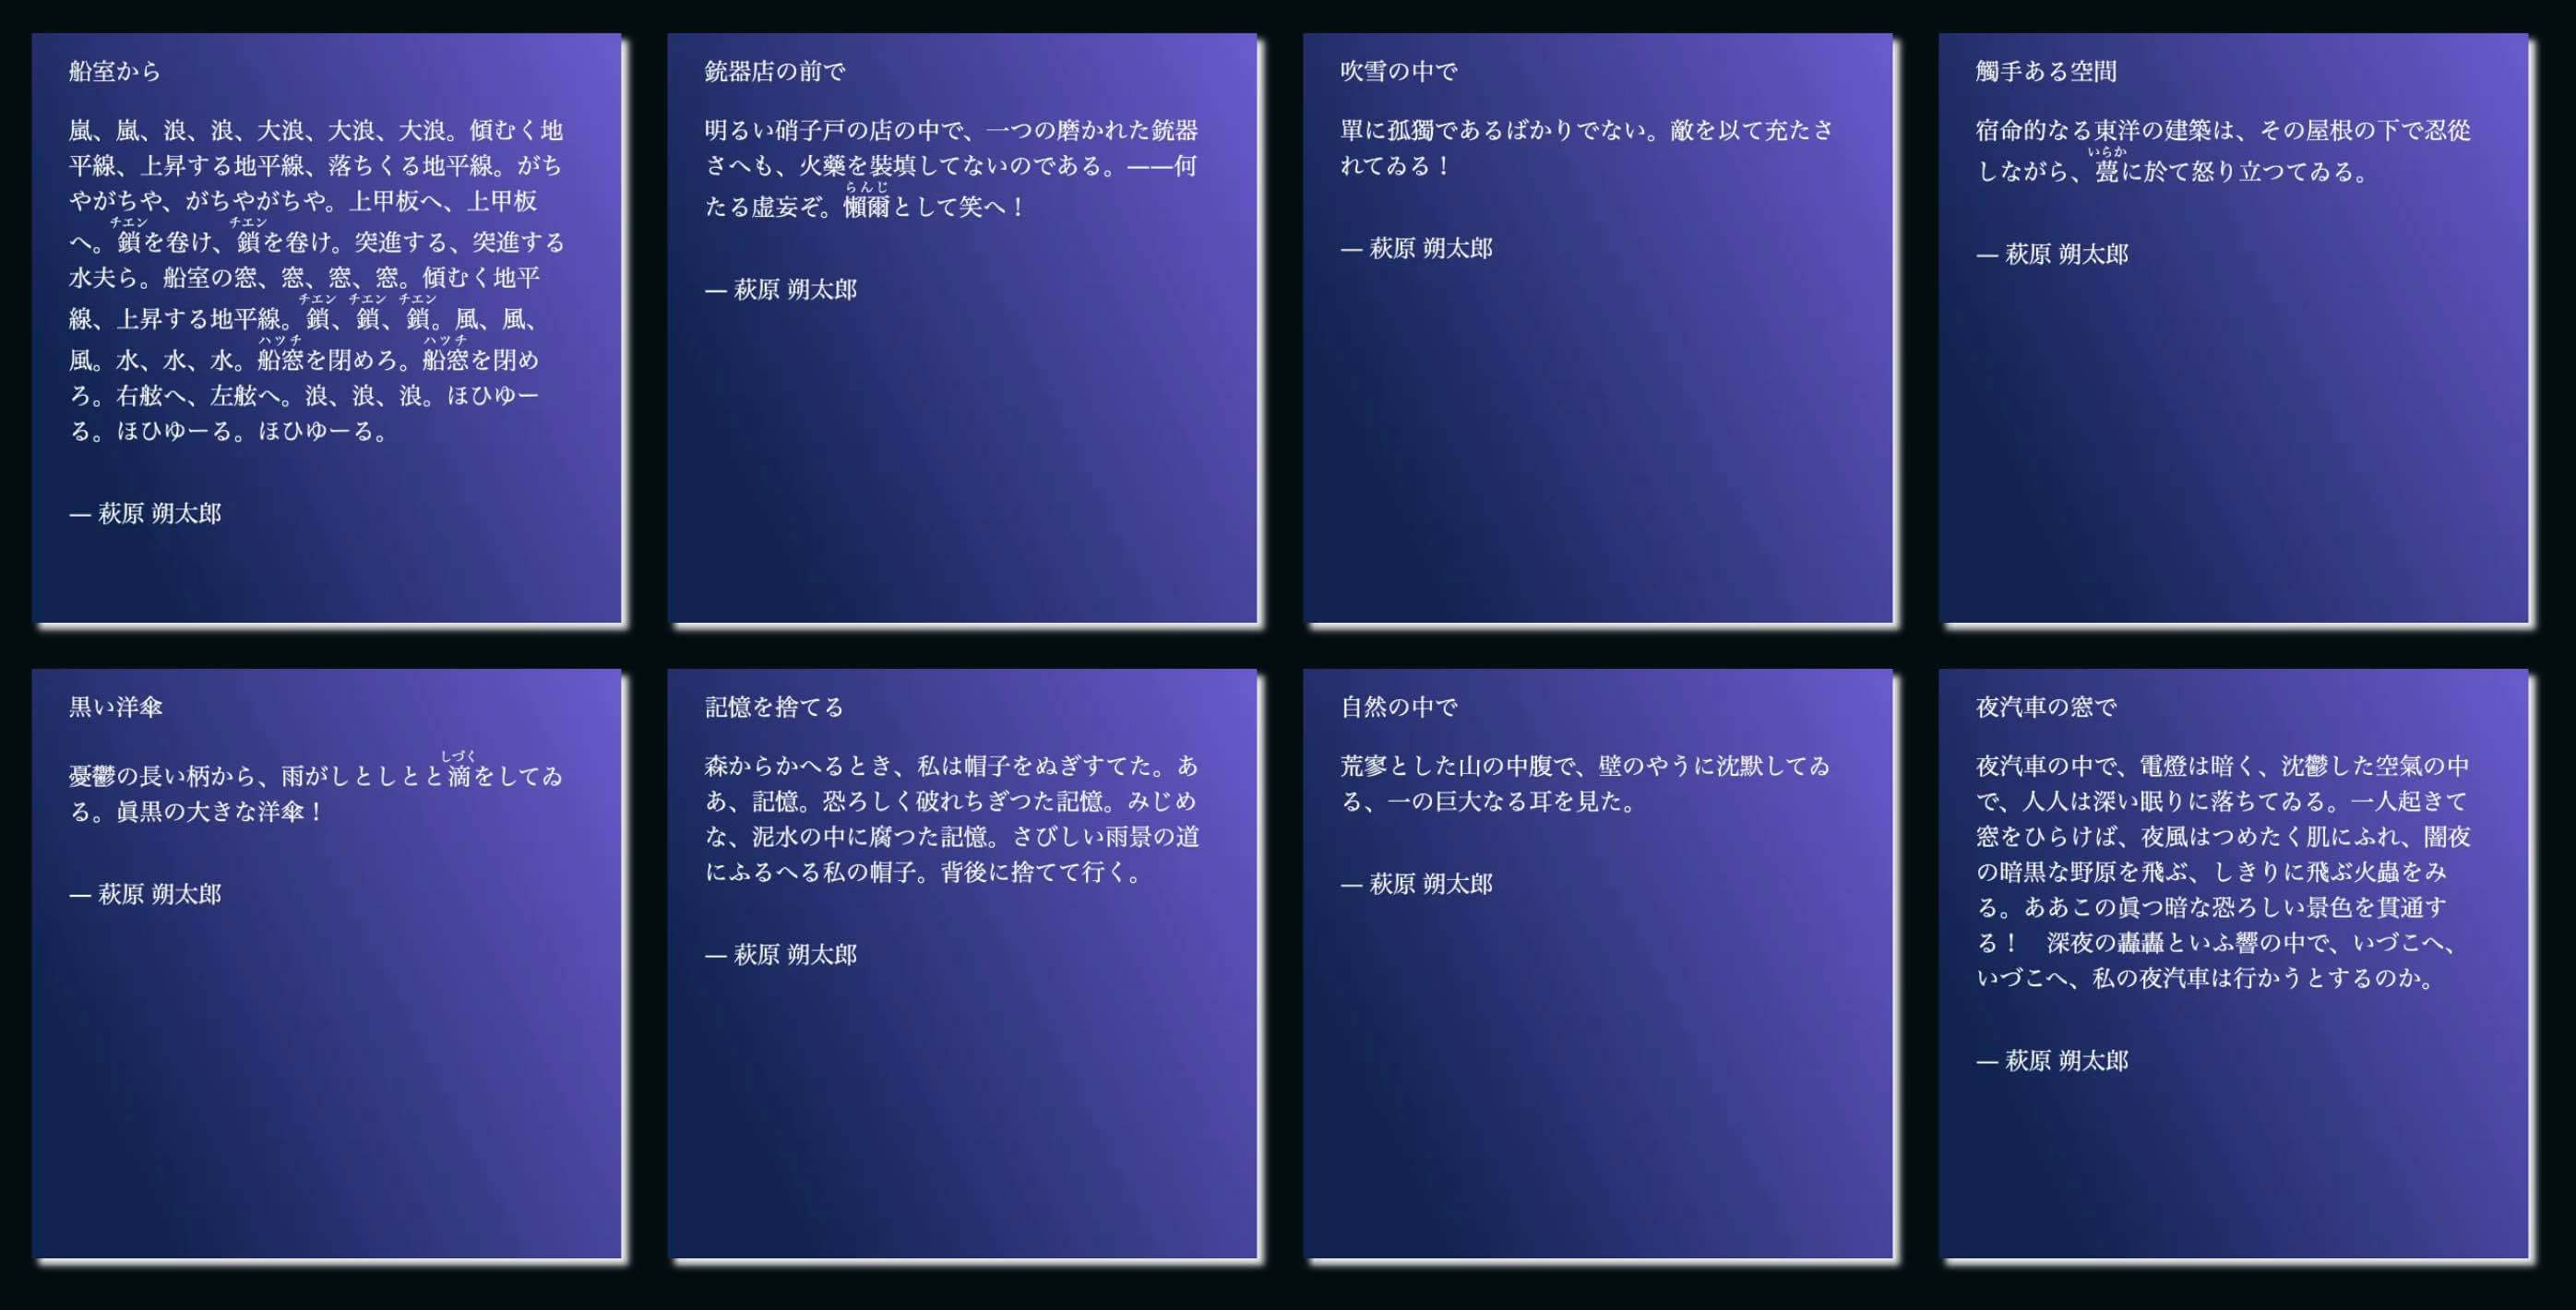 船室から
嵐、嵐、浪、浪、大浪、大浪、大浪。傾むく地
平線、上昇する地平線、落ちくる地平線。がち
やがちや、がちやがちや。上甲板へ、上甲板
チエン チエン
へ。鎖を卷け、鎖を卷け。突進する、突進する
水夫ら。船室の窓、窓、窓、窓。傾むく地平
チエン チエン チエン
線、上昇する地平線。鎖、鎖、鎖。風、風、
ハツチ ハツチ
風。水、水、水。船窓を閉めろ。船窓を閉め
ろ。右舷へ、左舷へ。浪、浪、浪。ほひゆー
る。ほひゆーる。ほひゆーる。
— 萩原 朔太郎
銃器店の前で
明るい硝子戸の店の中で、一つの磨かれた銃器
さへも、火藥を裝填してないのである。——何
らんじ
たる虚妄ぞ。懶爾として笑へ！
— 萩原 朔太郎
吹雪の中で
單に孤獨であるばかりでない。敵を以て充たさ
れてゐる！
— 萩原 朔太郎
觸手ある空間
宿命的なる東洋の建築は、その屋根の下で忍從
いらか
しながら、甍に於て怒り立つてゐる。
— 萩原 朔太郎
黒い洋傘
しづく
憂鬱の長い柄から、雨がしとしとと滴をしてゐ
る。眞黒の大きな洋傘！
— 萩原 朔太郎
記憶を捨てる
森からかへるとき、私は帽子をぬぎすてた。あ
あ、記憶。恐ろしく破れちぎつた記憶。みじめ
な、泥水の中に腐つた記憶。さびしい雨景の道
にふるへる私の帽子。背後に捨てて行く。
— 萩原 朔太郎
自然の中で
荒寥とした山の中腹で、壁のやうに沈默してゐ
る、一の巨大なる耳を見た。
— 萩原 朔太郎
夜汽車の窓で
夜汽車の中で、電燈は暗く、沈鬱した空氣の中
で、人人は深い眠りに落ちてゐる。一人起きて
窓をひらけば、夜風はつめたく肌にふれ、闇夜
の暗黒な野原を飛ぶ、しきりに飛ぶ火蟲をみ
る。ああこの眞つ暗な恐ろしい景色を貫通す
る！　深夜の轟轟といふ響の中で、いづこへ、
いづこへ、私の夜汽車は行かうとするのか。
— 萩原 朔太郎